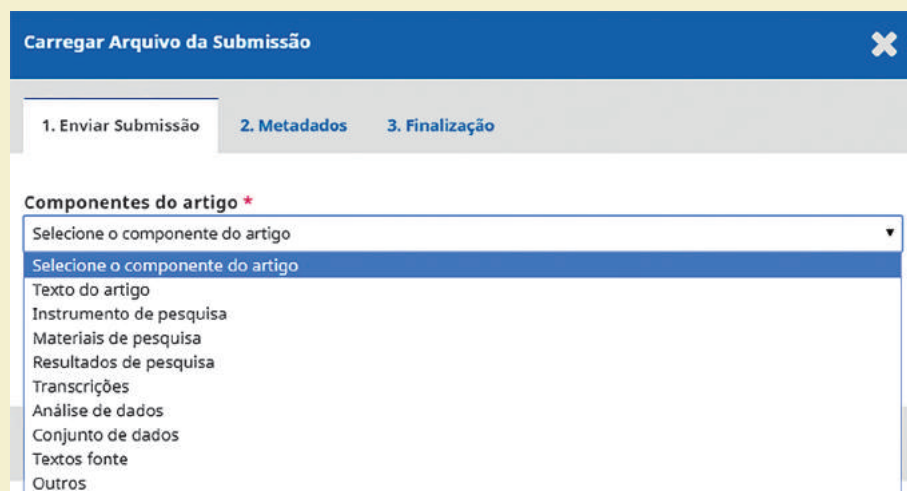 Carregar Arquivo da Submissão
1. Enviar Submissão 2. Metadados 3. Finalização
Componentes do artigo *
Selecione o componente do artigo
Selecione o componente do artigo
Texto do artigo
Instrumento de pesquisa
Materiais de pesquisa
Resultados de pesquisa
Transcrições
Análise de dados
Conjunto de dados
Textos fonte
Outros